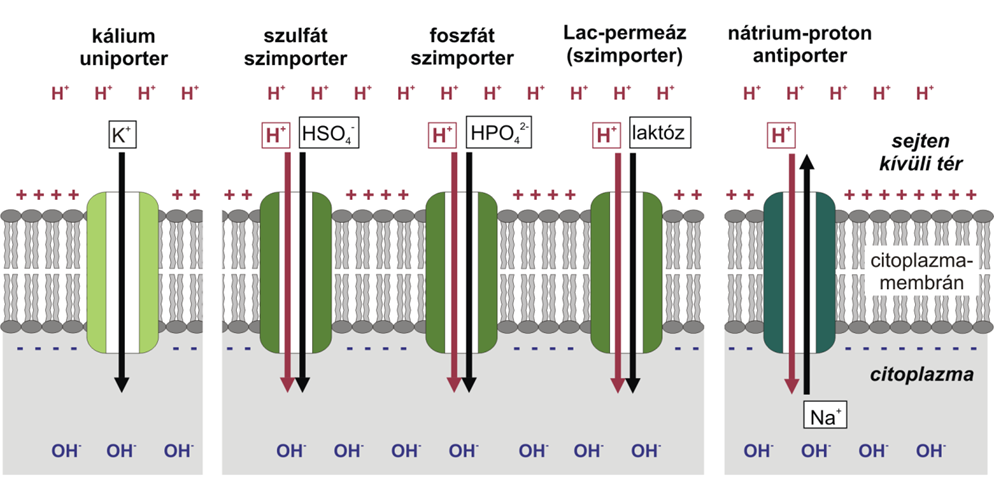 kálium
uniporter
szulfát
szimporter
foszfát
szimporter
Lac-permeáz
(szimporter)
nátrium-proton
antiporter
H⁺ H⁺ H⁺ H⁺
H⁺ H⁺ H⁺ H⁺ H⁺ H⁺ H⁺ H⁺ H⁺ H⁺
H⁺ H⁺ H⁺ H⁺ H⁺
K⁺
H⁺ HSO₄⁻
H⁺ HPO₄²⁻
H⁺ laktóz
H⁺
sejten
kívüli tér
+ + + + + +
+ + + + + + + + + + + + + +
+ + + + + + + + + +
citoplazma-
membrán
- - - - - -
- - - - - - - - - - - - - -
- - - - - - - - - -
citoplazma
Na⁺
OH⁻ OH⁻ OH⁻
OH⁻ OH⁻ OH⁻ OH⁻ OH⁻ OH⁻ OH⁻
OH⁻ OH⁻ OH⁻ OH⁻